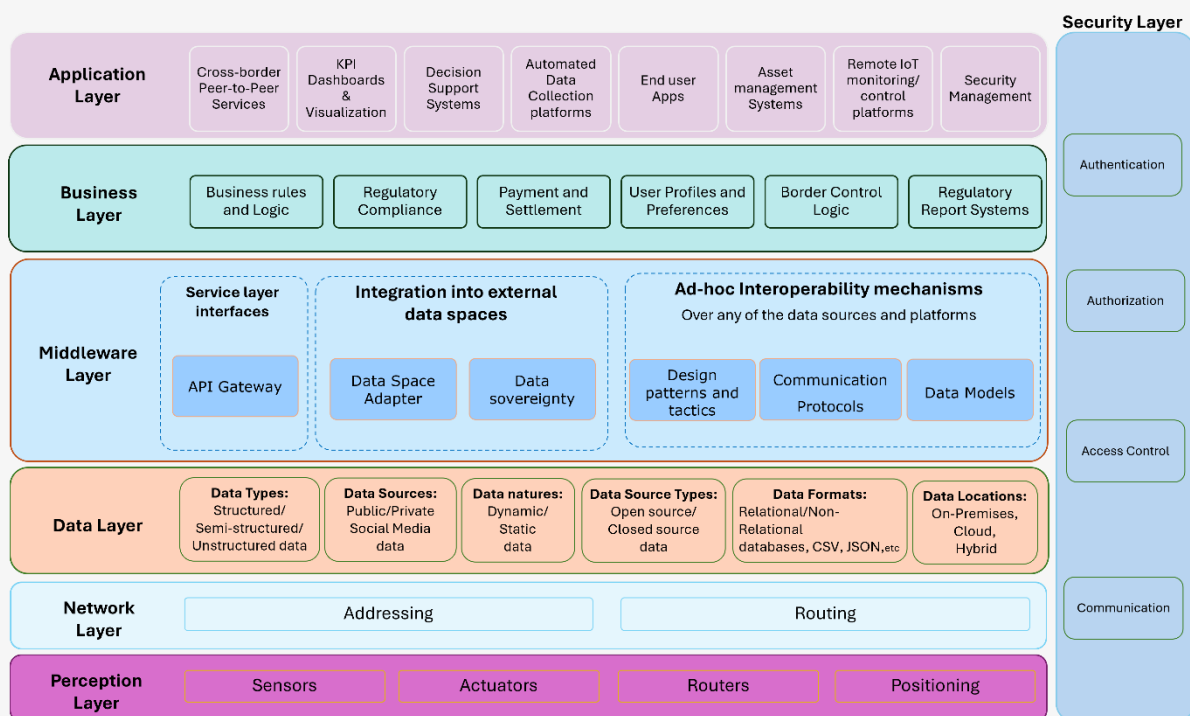 Security Layer
Application
Layer
Cross-border
Peer-to-Peer
Services
KPI
Dashboards
&
Visualization
Decision
Support
Systems
Automated
Data
Collection
platforms
End user
Apps
Asset
management
Systems
Remote IoT
monitoring/
control
platforms
Security
Management
Business
Layer
Business rules
and Logic
Regulatory
Compliance
Payment and
Settlement
User Profiles and
Preferences
Border Control
Logic
Regulatory
Report Systems
Middleware
Layer
Service layer
interfaces
API Gateway
Integration into external
data spaces
Data Space
Adapter
Data
sovereignty
Ad-hoc Interoperability mechanisms
Over any of the data sources and platforms
Design
patterns and
tactics
Communication
Protocols
Data Models
Data Layer
Data Types:
Structured/
Semi-structured/
Unstructured data
Data Sources:
Public/Private
Social Media
data
Data natures:
Dynamic/
Static
data
Data Source Types:
Open source/
Closed source
data
Data Formats:
Relational/Non-
Relational
databases, CSV, JSON,etc
Data Locations:
On-Premises,
Cloud,
Hybrid
Network
Layer
Addressing
Routing
Perception
Layer
Sensors
Actuators
Routers
Positioning
Authentication
Authorization
Access Control
Communication